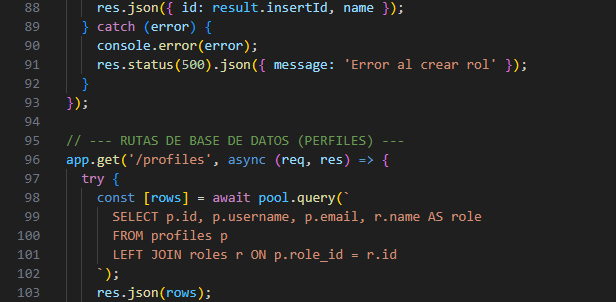 88 res.json({ id: result.insertId, name });
89 } catch (error) {
90 console.error(error);
91 res.status(500).json({ message: 'Error al crear rol' });
92 }
93 });
94
95 // --- RUTAS DE BASE DE DATOS (PERFILES) ---
96 app.get('/profiles', async (req, res) => {
97 try {
98 const [rows] = await pool.query(`
99 SELECT p.id, p.username, p.email, r.name AS role
100 FROM profiles p
101 LEFT JOIN roles r ON p.role_id = r.id
102 `);
103 res.json(rows);